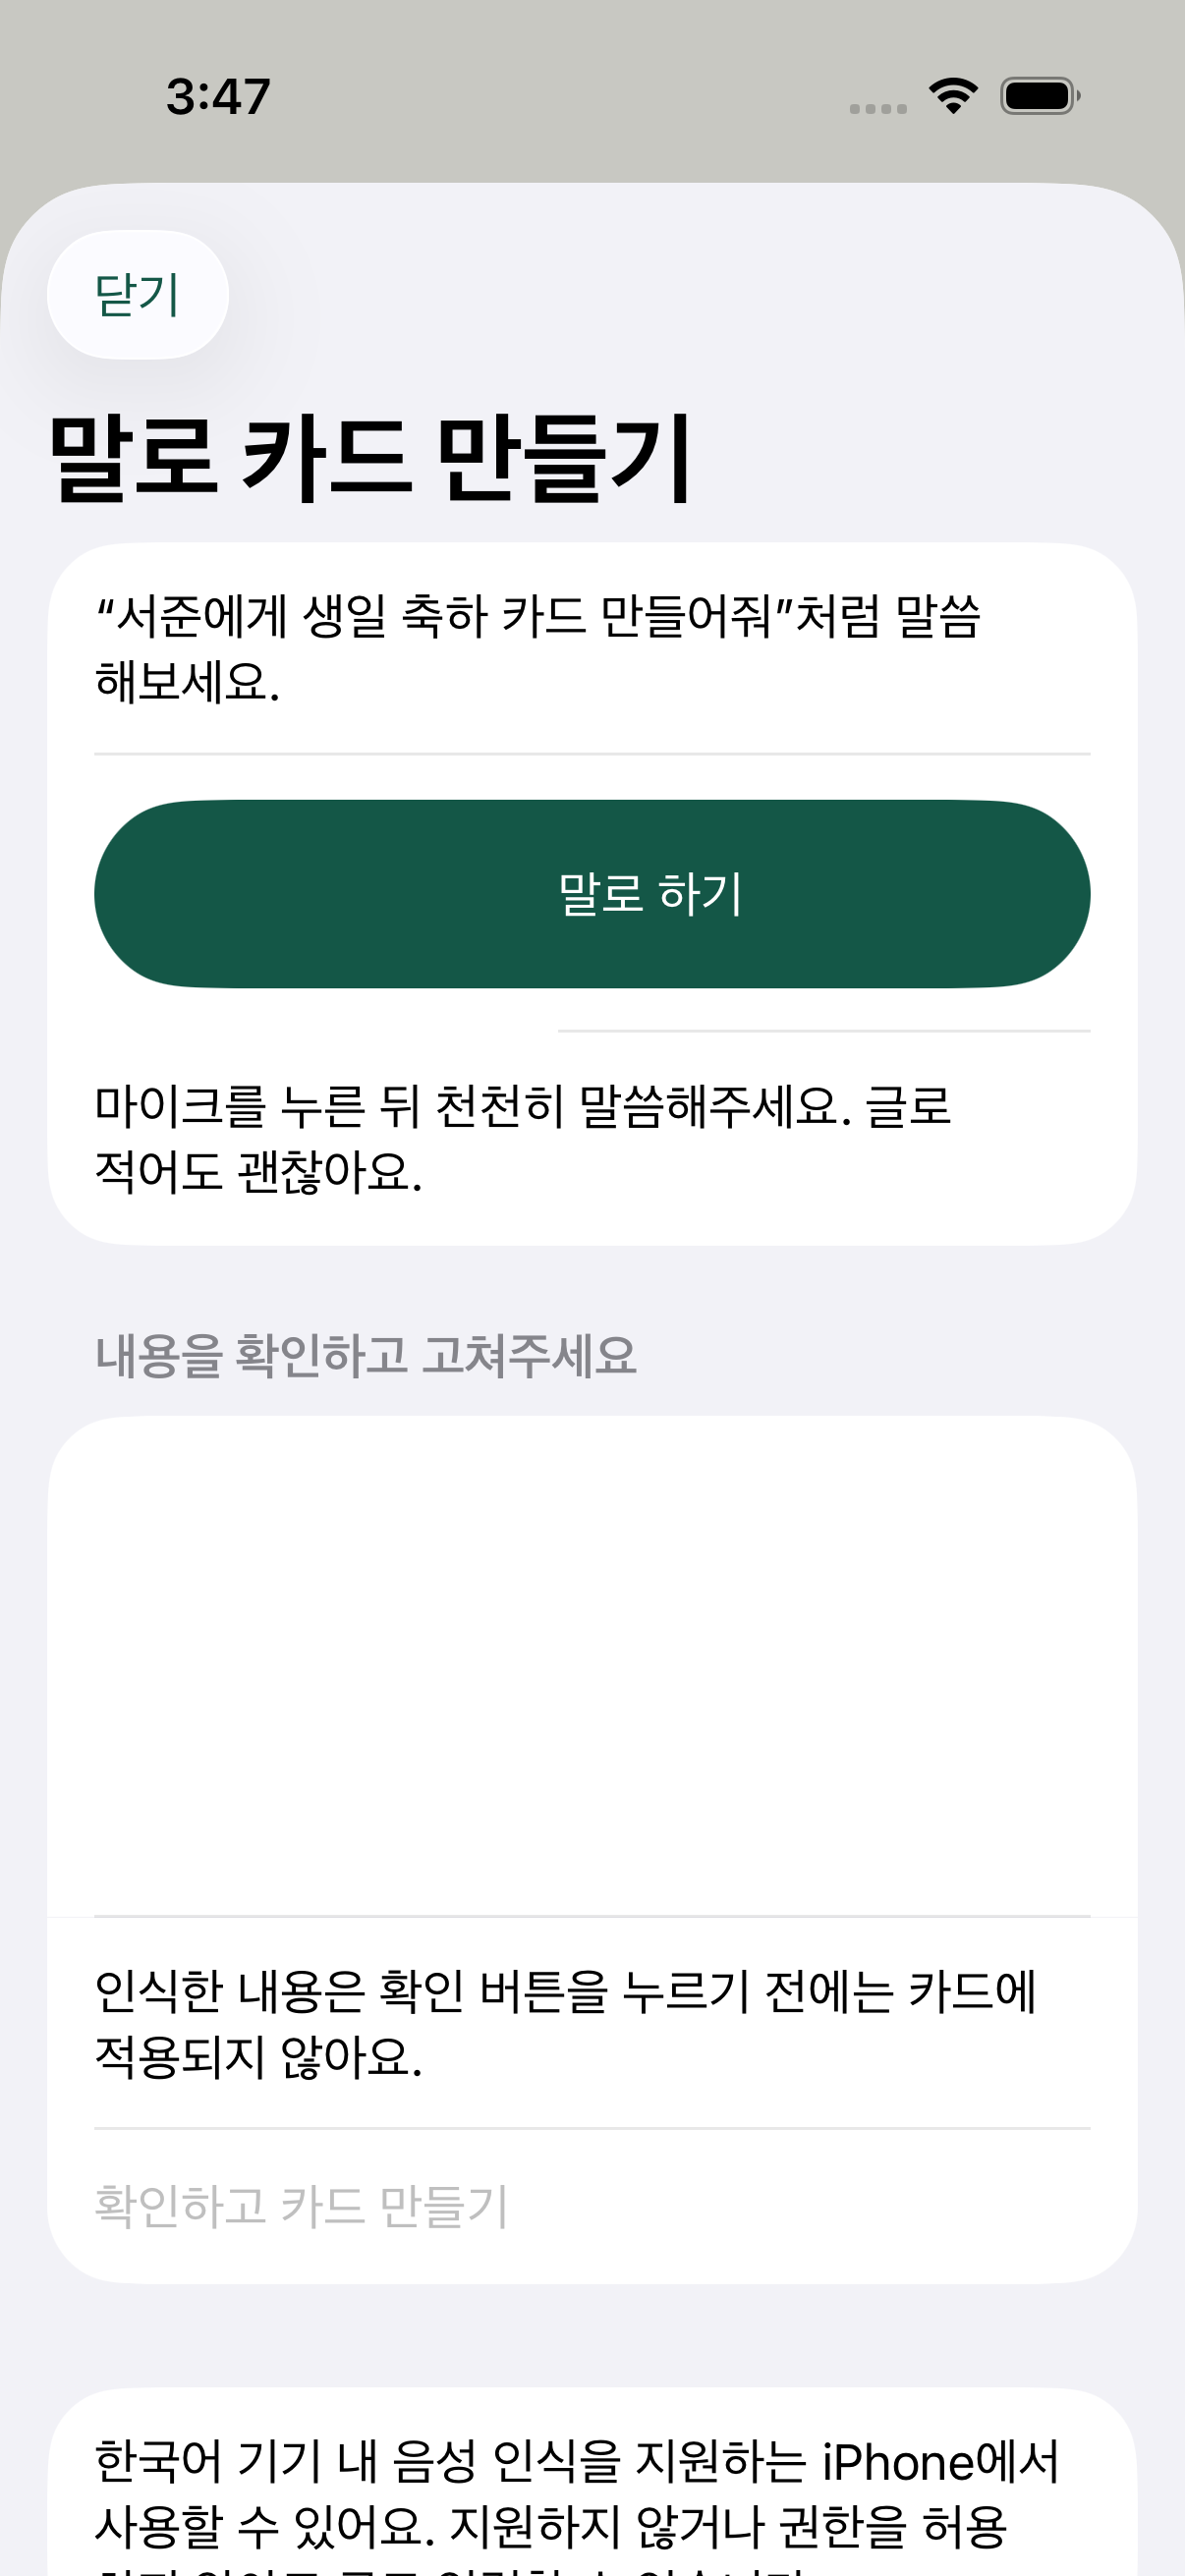 3:47
닫기
말로 카드 만들기
“서준에게 생일 축하 카드 만들어줘”처럼 말씀
해보세요.
말로 하기
마이크를 누른 뒤 천천히 말씀해주세요. 글로
적어도 괜찮아요.
내용을 확인하고 고쳐주세요
인식한 내용은 확인 버튼을 누르기 전에는 카드에
적용되지 않아요.
확인하고 카드 만들기
한국어 기기 내 음성 인식을 지원하는 iPhone에서
사용할 수 있어요. 지원하지 않거나 권한을 허용